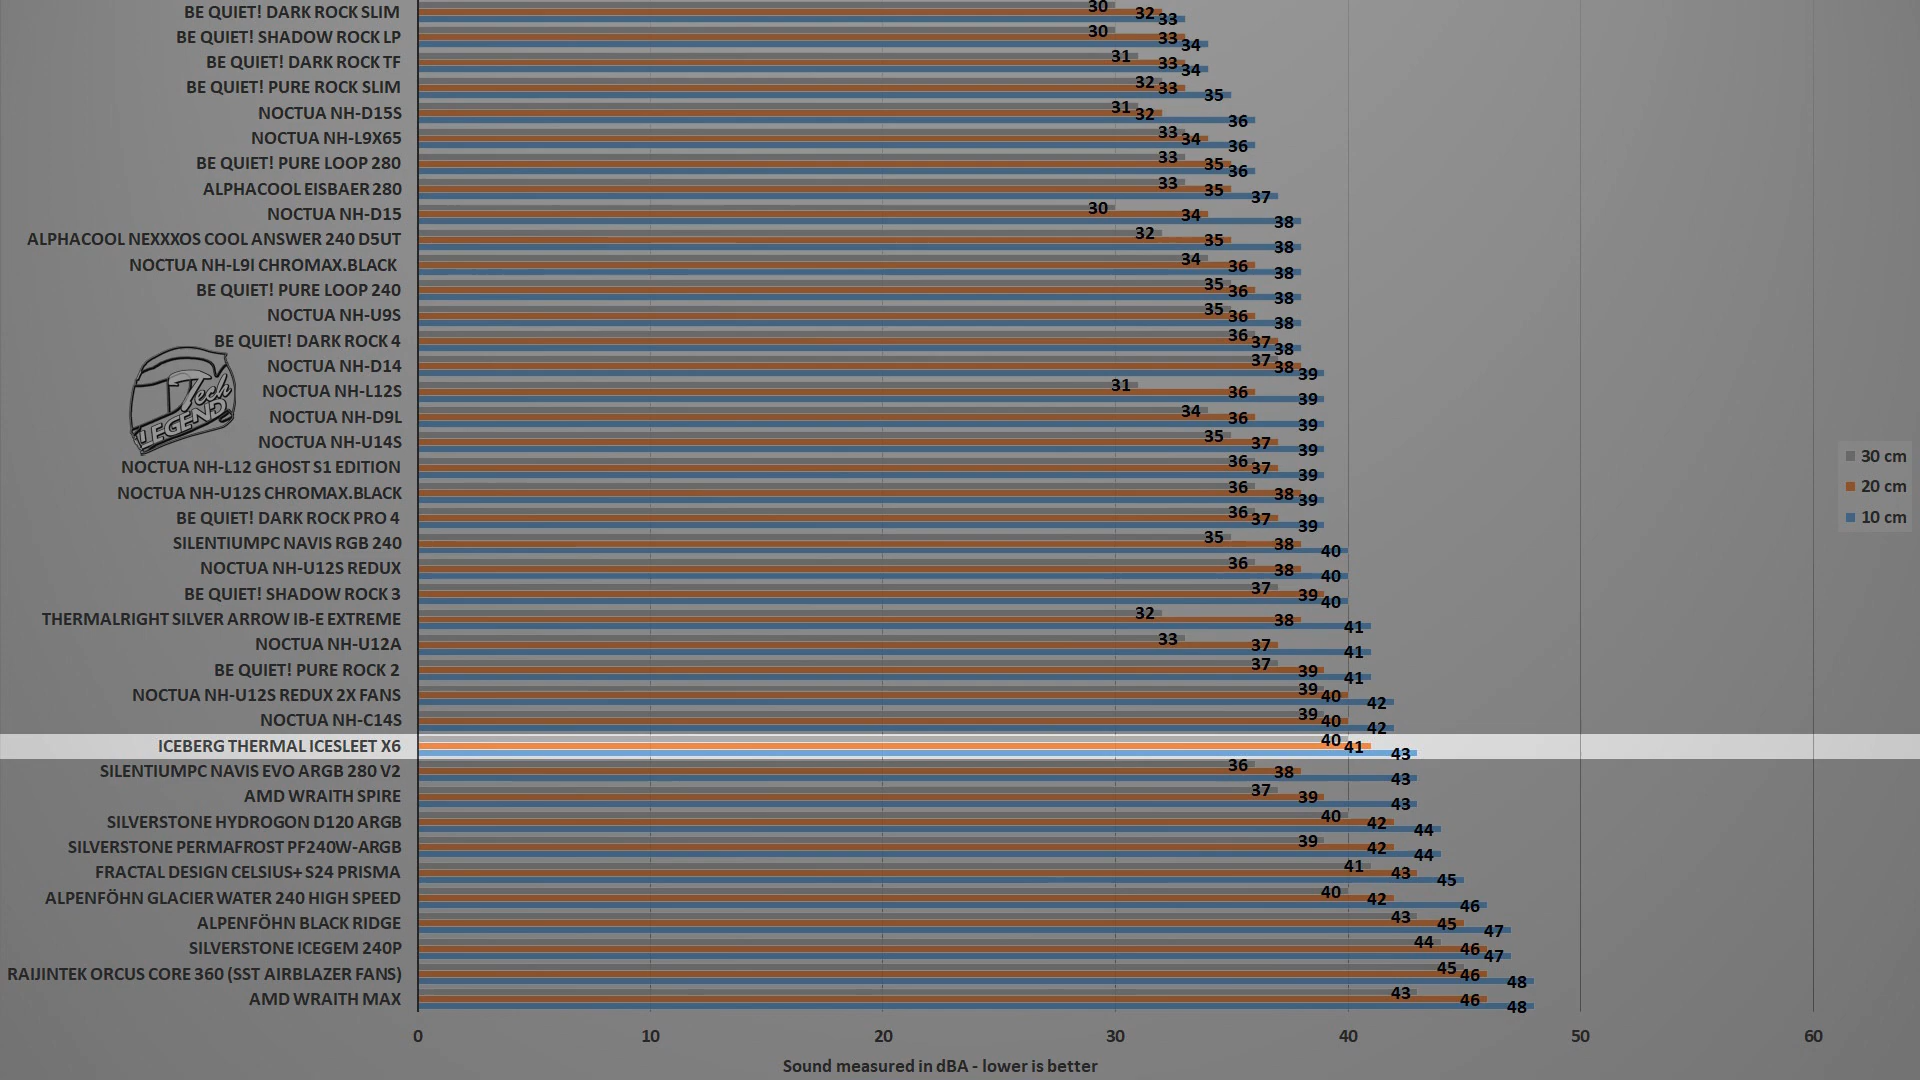 BE QUIET! DARK ROCK SLIM 30 32 33
BE QUIET! SHADOW ROCK LP 30 33 34
BE QUIET! DARK ROCK TF 31 33 34
BE QUIET! PURE ROCK SLIM 32 33 35
NOCTUA NH-D15S 31 32 36
NOCTUA NH-L9X65 33 34 36
BE QUIET! PURE LOOP 280 33 35 36
ALPHACOOL EISBAER 280 33 35 37
NOCTUA NH-D15 30 34 38
ALPHACOOL NEXXXOS COOL ANSWER 240 D5UT 32 35 38
NOCTUA NH-L9I CHROMAX.BLACK 34 36 38
BE QUIET! PURE LOOP 240 35 36 38
NOCTUA NH-U9S 35 36 38
BE QUIET! DARK ROCK 4 36 37 38
NOCTUA NH-D14 37 38 39
NOCTUA NH-L12S 31 36 39
NOCTUA NH-D9L 34 36 39
NOCTUA NH-U14S 35 37 39
NOCTUA NH-L12 GHOST S1 EDITION 36 37 39
NOCTUA NH-U12S CHROMAX.BLACK 36 38 39
BE QUIET! DARK ROCK PRO 4 36 37 39
SILENTIUMPC NAVIS RGB 240 35 38 40
NOCTUA NH-U12S REDUX 36 38 40
BE QUIET! SHADOW ROCK 3 37 39 40
THERMALRIGHT SILVER ARROW IB-E EXTREME 32 38 41
NOCTUA NH-U12A 33 37 41
BE QUIET! PURE ROCK 2 37 39 41
NOCTUA NH-U12S REDUX 2X FANS 39 40 42
NOCTUA NH-C14S 39 40 42
ICEBERG THERMAL ICESLEET X6 40 41 43
SILENTIUMPC NAVIS EVO ARGB 280 V2 36 38 43
AMD WRAITH SPIRE 37 39 43
SILVERSTONE HYDROGON D120 ARGB 40 42 44
SILVERSTONE PERMAFROST PF240W-ARGB 39 42 44
FRACTAL DESIGN CELSIUS+ S24 PRISMA 41 43 45
ALPENFÖHN GLACIER WATER 240 HIGH SPEED 40 42 46
ALPENFÖHN BLACK RIDGE 43 45 47
SILVERSTONE ICEGEM 240P 44 46 47
RAIJINTEK ORCUS CORE 360 (SST AIRBLAZER FANS) 45 46 48
AMD WRAITH MAX 43 46 48
0 10 20 30 40 50 60
Sound measured in dBA - lower is better
30 cm
20 cm
10 cm
Tech
LEGEND